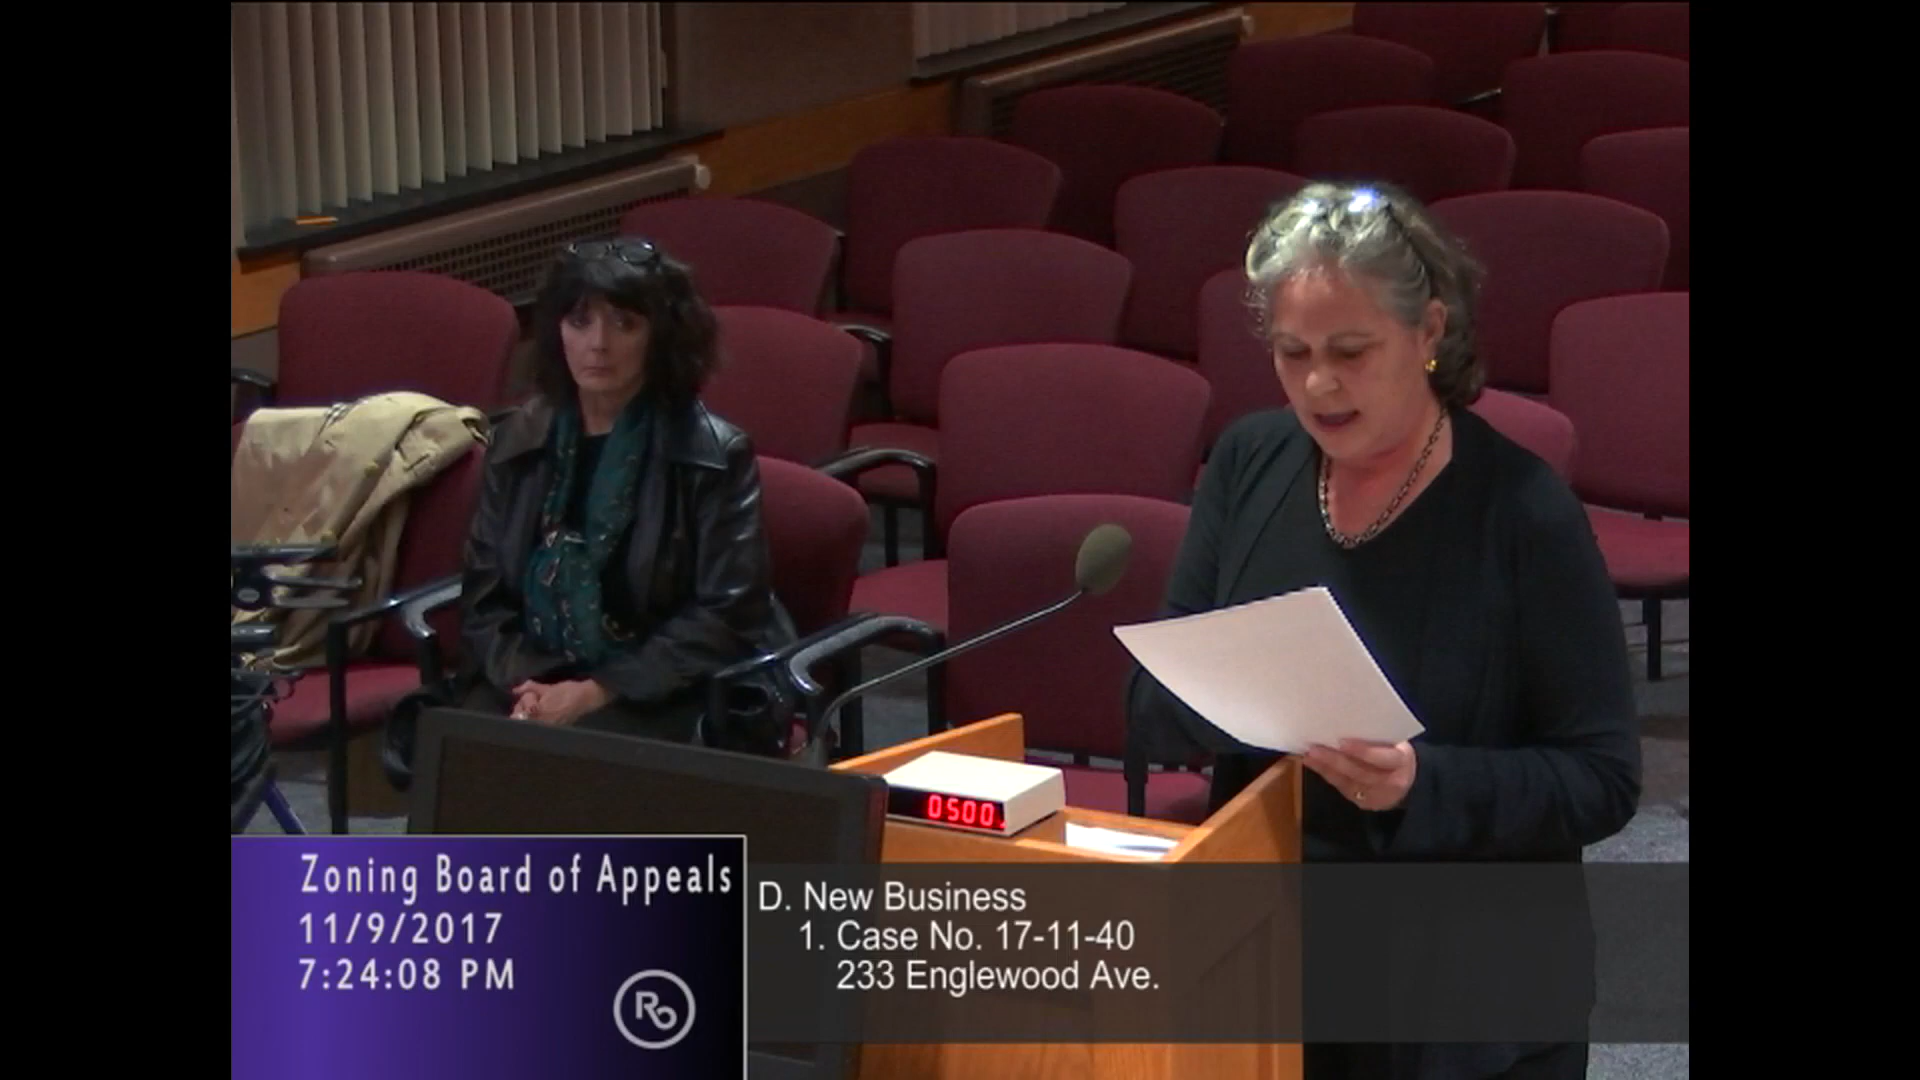 0500
Zoning Board of Appeals
11/9/2017
7:24:08 PM
Ro
D. New Business
1. Case No. 17-11-40
233 Englewood Ave.